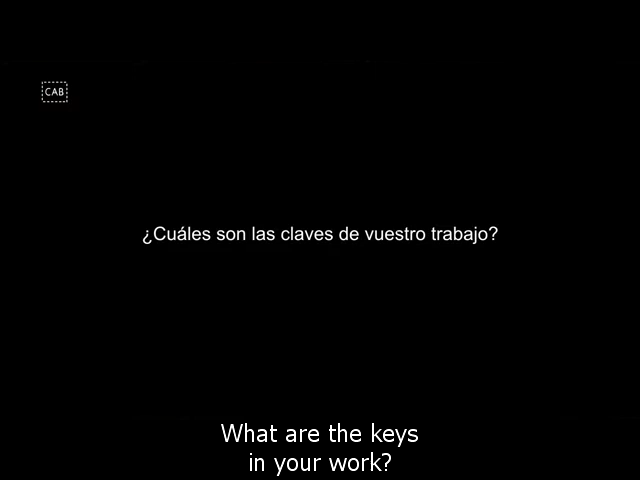 CAB
¿Cuáles son las claves de vuestro trabajo?
What are the keys
in your work?